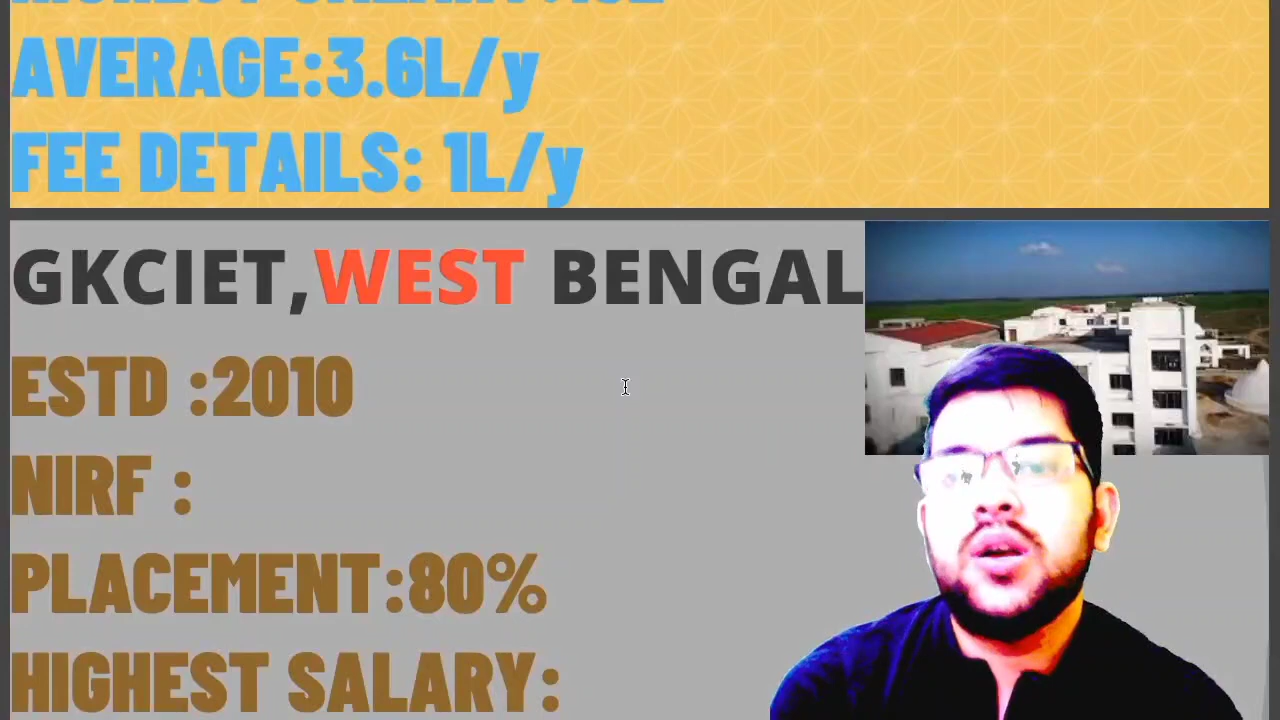 AVERAGE:3.6L/y
FEE DETAILS: 1L/y
GKCIET,WEST BENGAL
ESTD :2010
NIRF :
PLACEMENT:80%
HIGHEST SALARY: